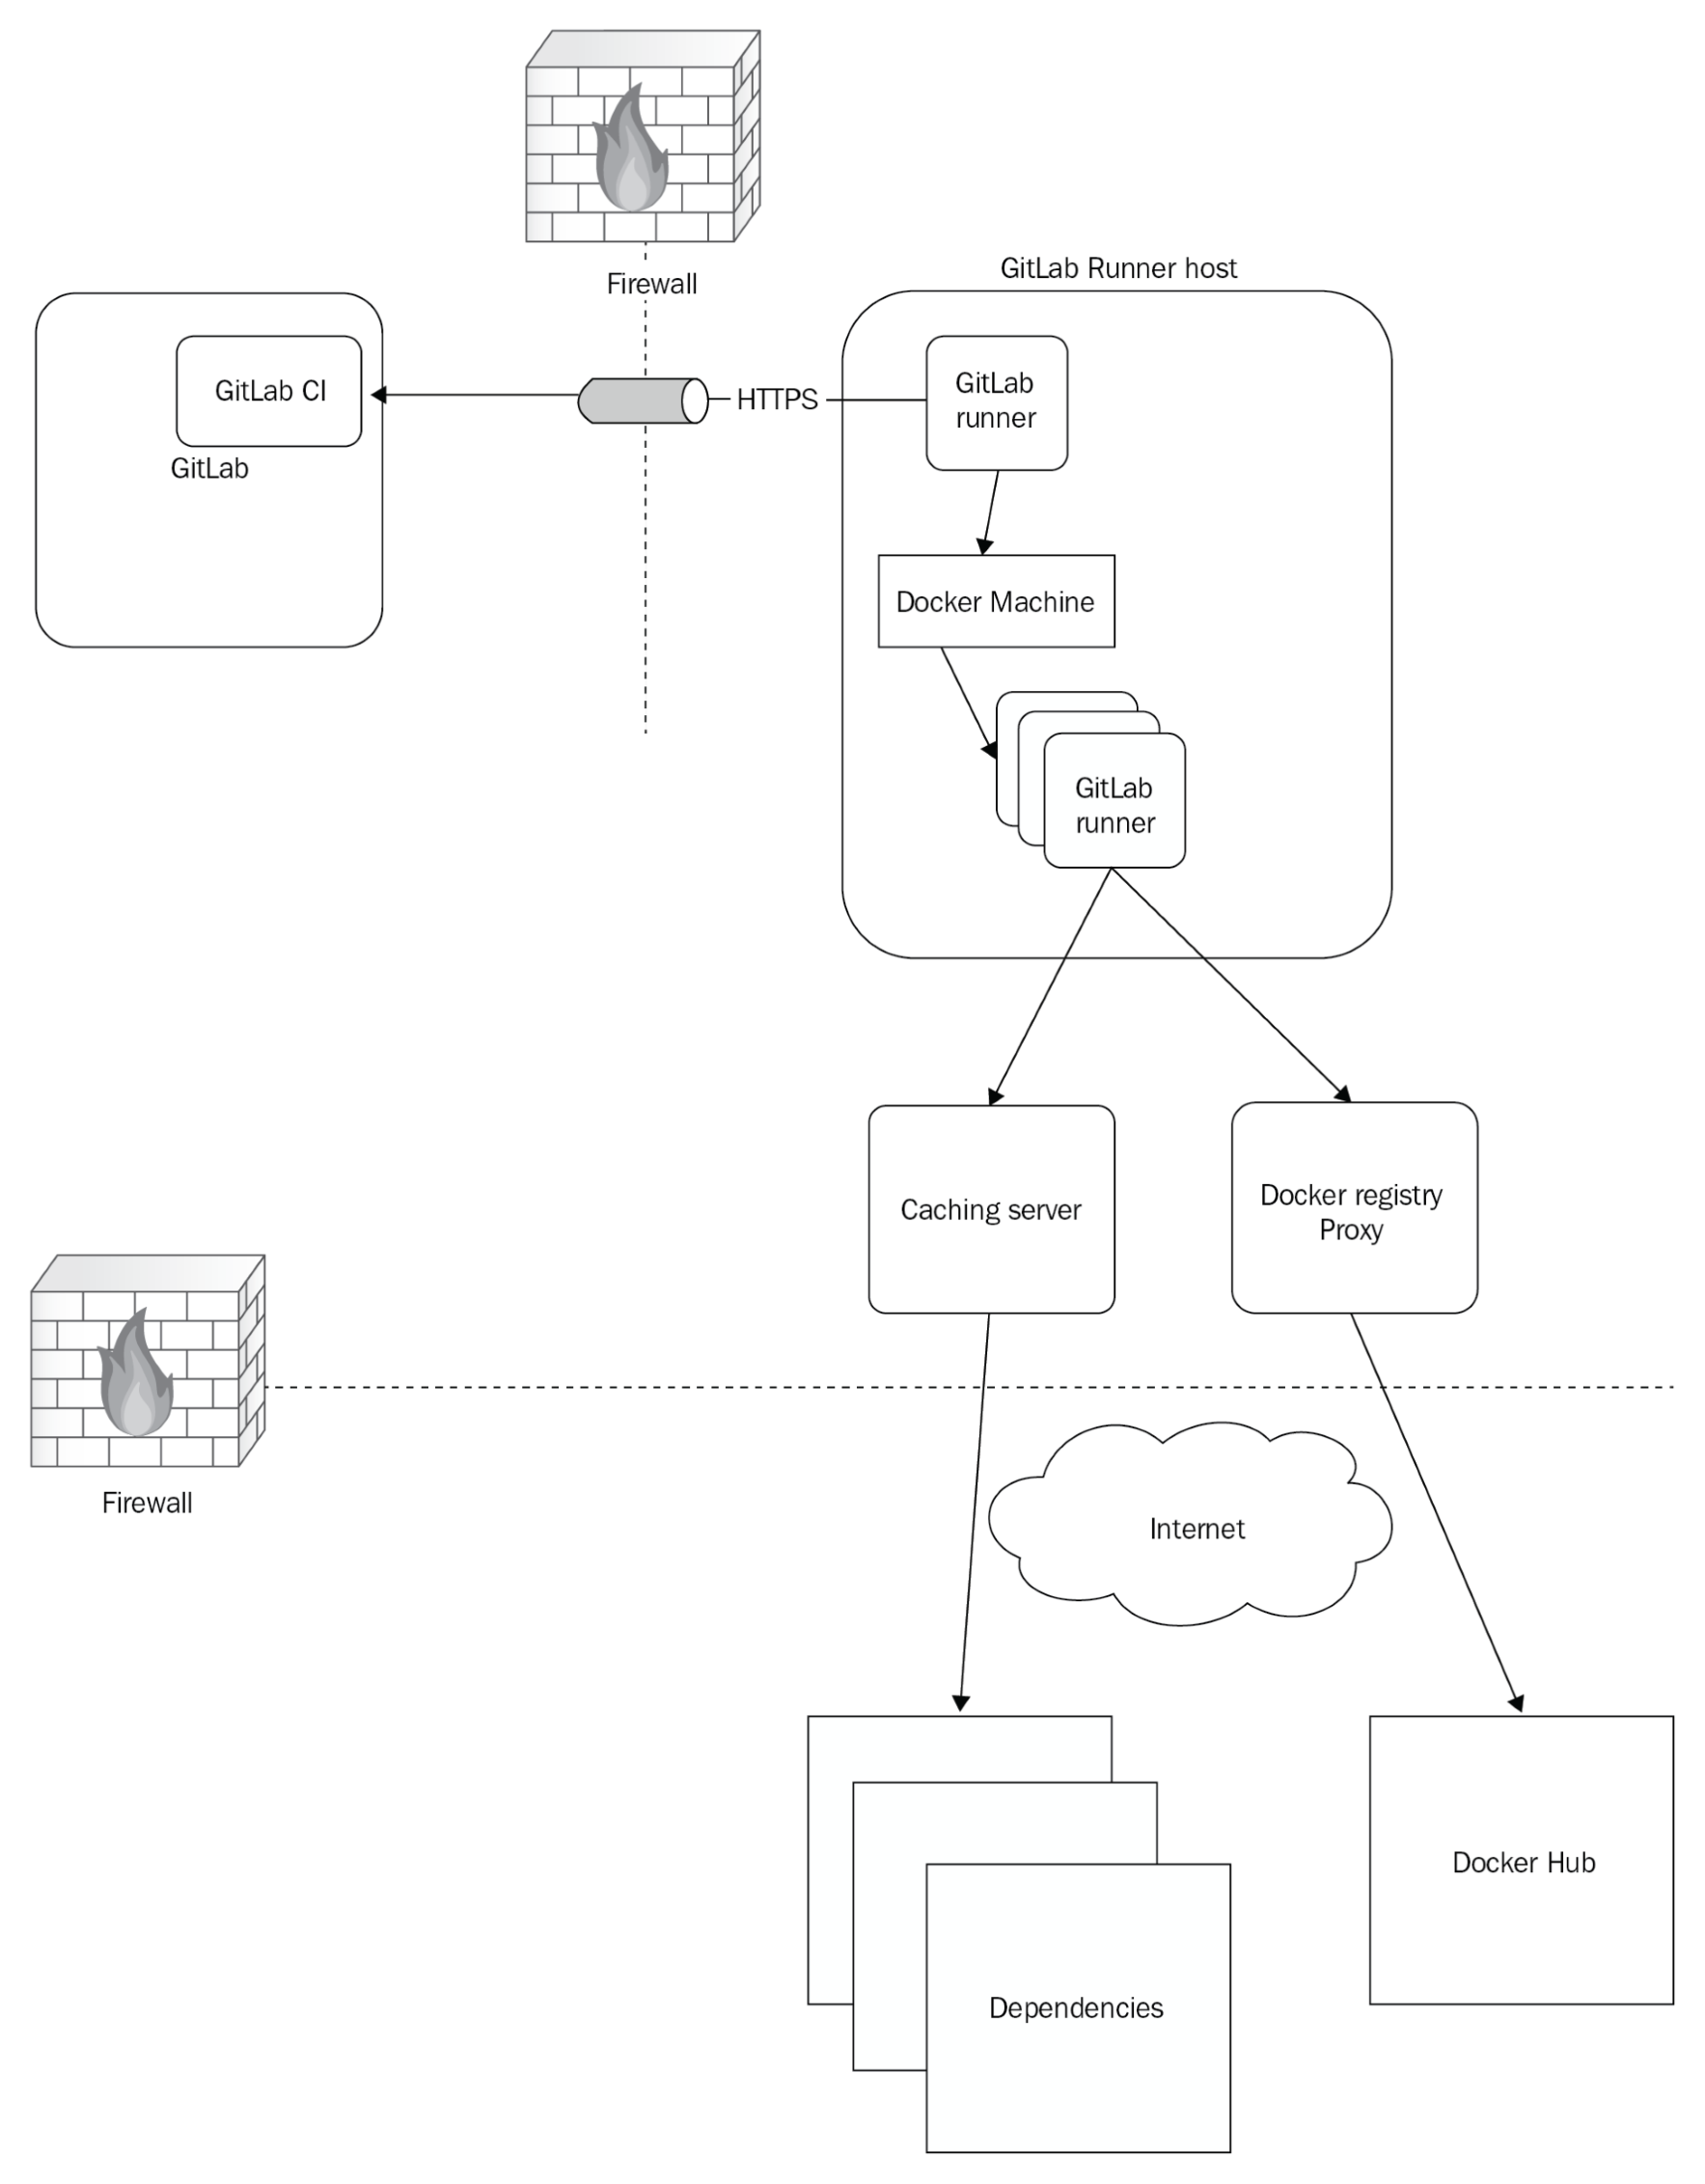 Firewall
GitLab Runner host
GitLab CI
GitLab
HTTPS
GitLab
runner
Docker Machine
GitLab
runner
Caching server
Docker registry
Proxy
Firewall
Internet
Dependencies
Docker Hub